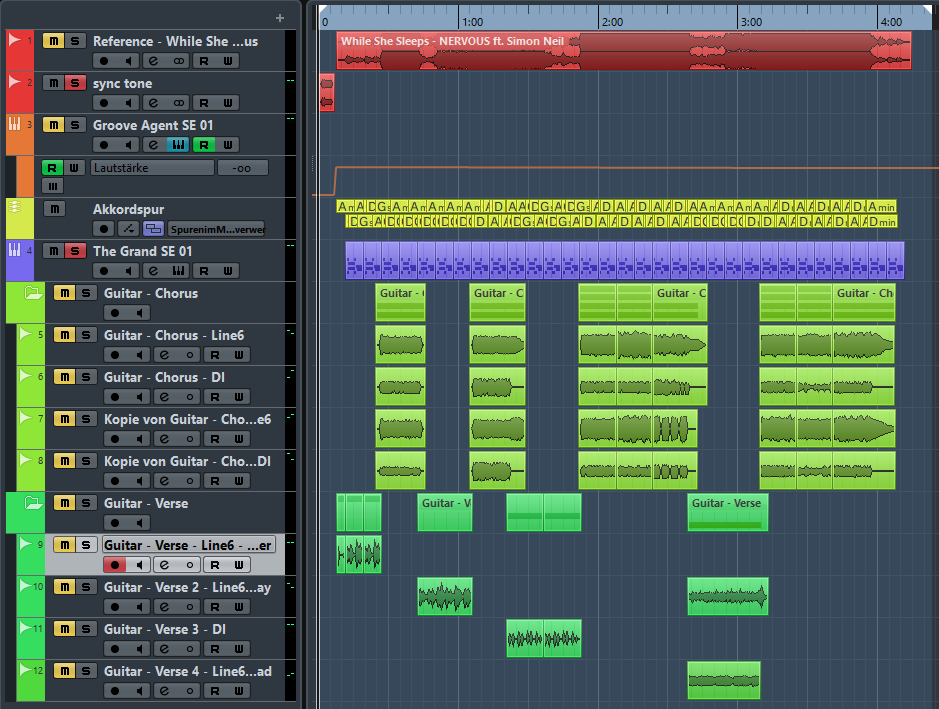 0 1:00 2:00 3:00 4:00
1 m S Reference - While She ...us
e R W
While She Sleeps - NERVOUS ft. Simon Neil
2 m S sync tone
e R W
3 m S Groove Agent SE 01
e R W
R W Lautstärke -oo
m Akkordspur
SpurenimM...verwer
4 m S The Grand SE 01
e R W
m S Guitar - Chorus
Guitar - Guitar - C Guitar - C Guitar - Ch
5 m S Guitar - Chorus - Line6
e R W
6 m S Guitar - Chorus - DI
e R W
7 m S Kopie von Guitar - Cho...e6
e R W
8 m S Kopie von Guitar - Cho...DI
e R W
m S Guitar - Verse
Guitar - V Guitar - Verse
9 m S Guitar - Verse - Line6 - ...er
e R W
10 m S Guitar - Verse 2 - Line6...ay
e R W
11 m S Guitar - Verse 3 - DI
e R W
12 m S Guitar - Verse 4 - Line6...ad
e R W